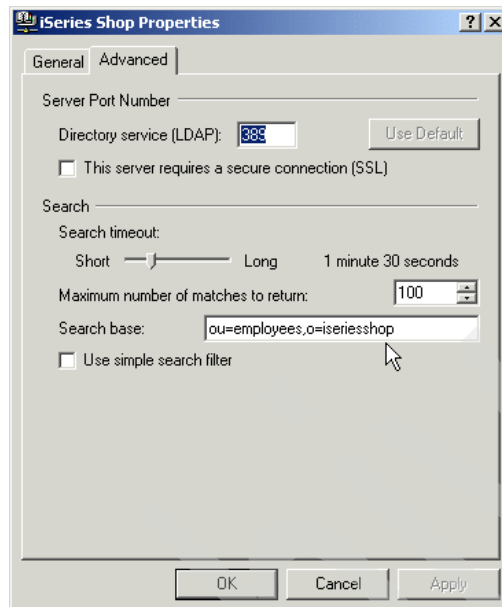 iSeries Shop Properties
General Advanced
Server Port Number
Directory service (LDAP): 389 Use Default
This server requires a secure connection (SSL)
Search
Search timeout:
Short Long 1 minute 30 seconds
Maximum number of matches to return: 100
Search base: ou=employees,o=iseriesshop
Use simple search filter
OK Cancel Apply